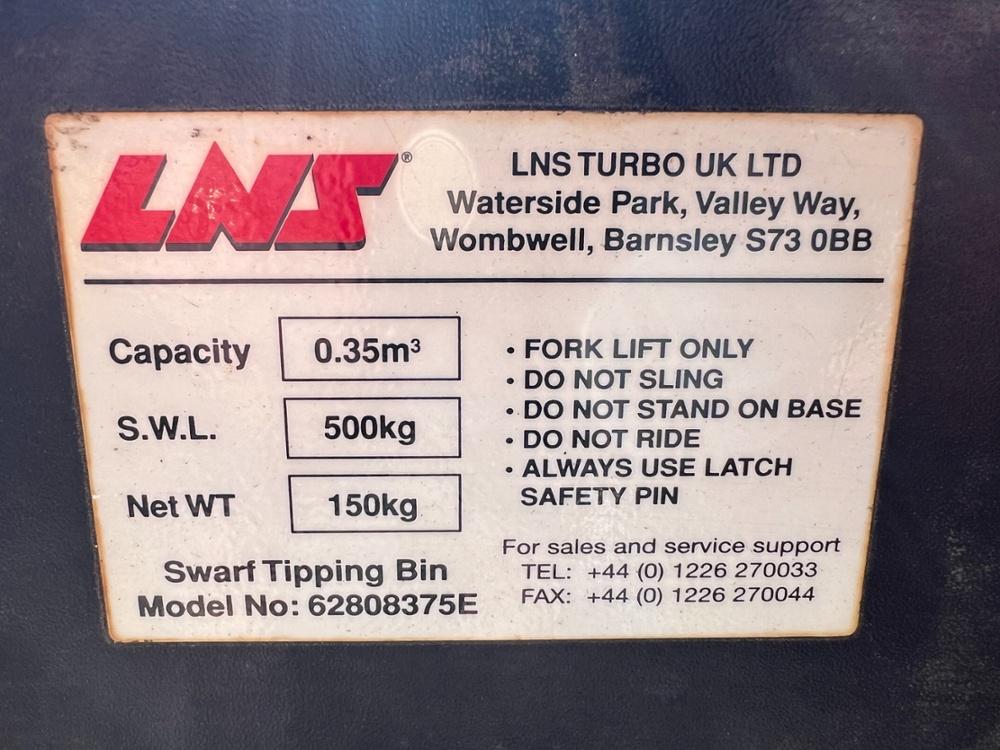 LNS®
LNS TURBO UK LTD
Waterside Park, Valley Way,
Wombwell, Barnsley S73 0BB
Capacity 0.35m³
S.W.L. 500kg
Net WT 150kg
Swarf Tipping Bin
Model No: 62808375E
• FORK LIFT ONLY
• DO NOT SLING
• DO NOT STAND ON BASE
• DO NOT RIDE
• ALWAYS USE LATCH
SAFETY PIN
For sales and service support
TEL: +44 (0) 1226 270033
FAX: +44 (0) 1226 270044